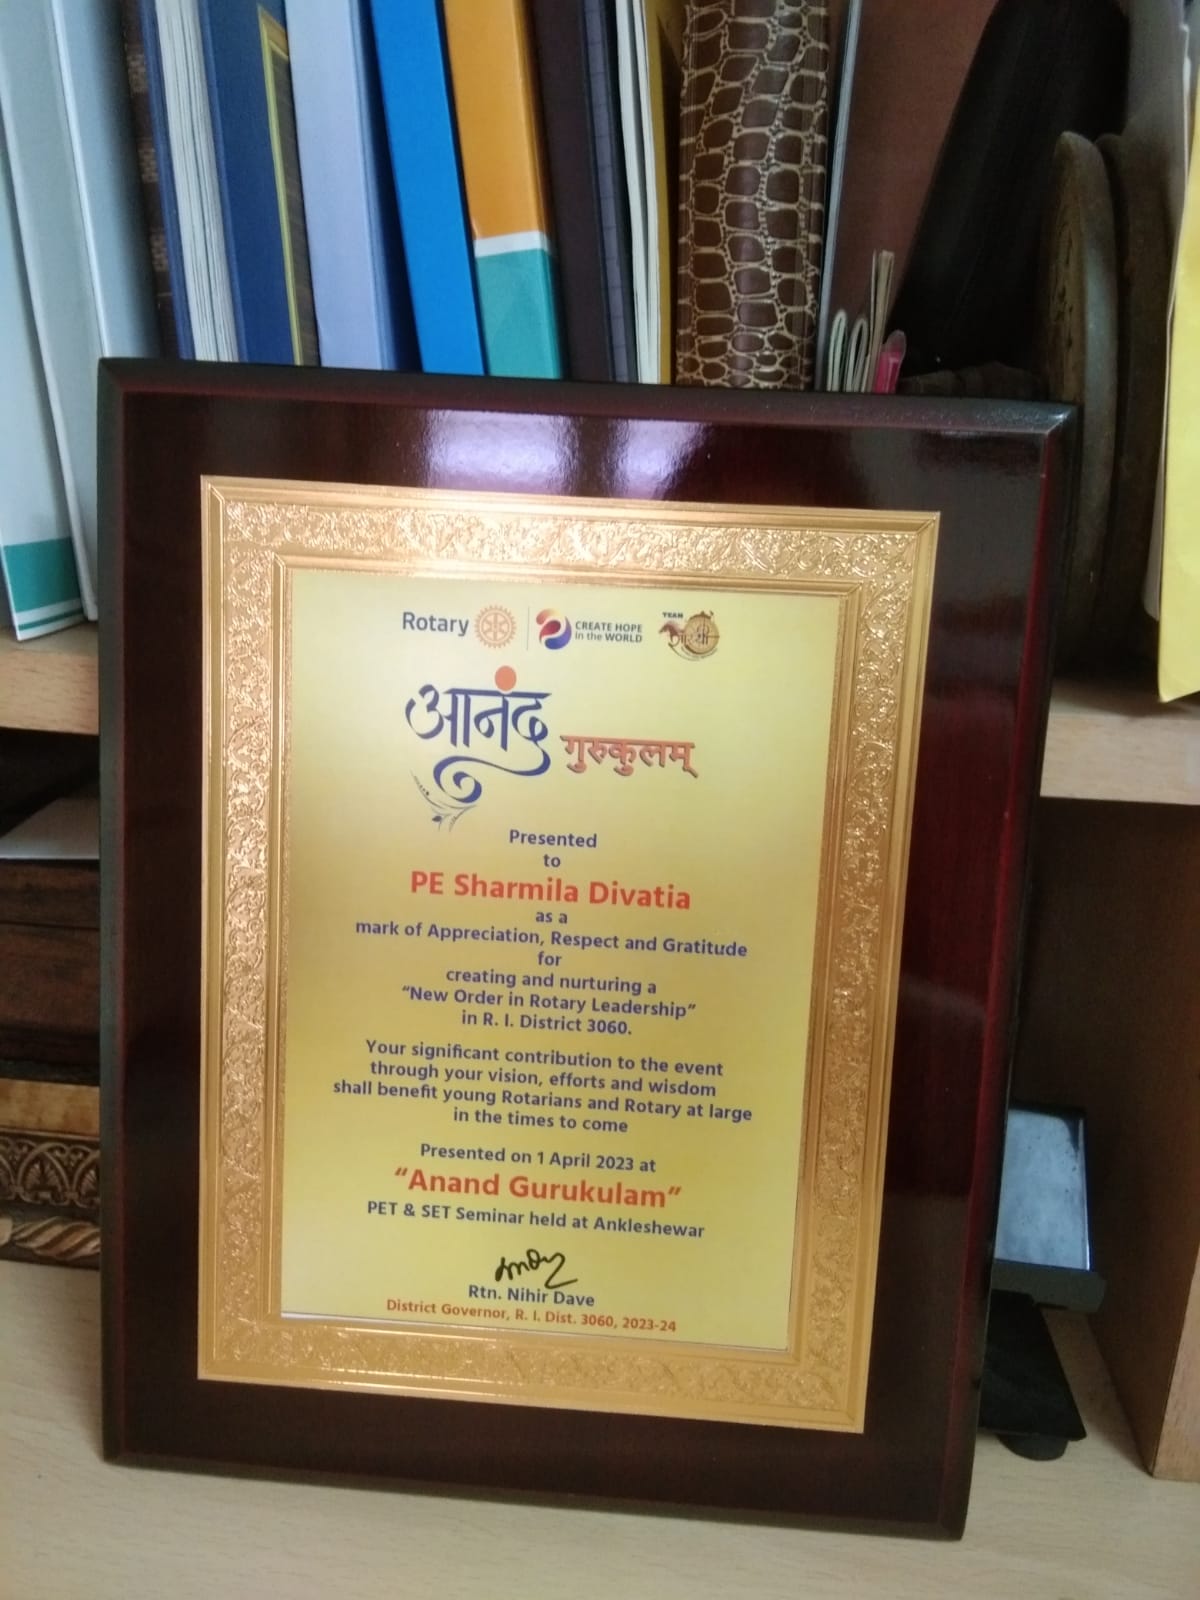 Rotary
CREATE HOPE
in the WORLD
TEAM
आनंद
गुरुकुलम्
Presented
to
PE Sharmila Divatia
as a
mark of Appreciation, Respect and Gratitude
for
creating and nurturing a
“New Order in Rotary Leadership”
in R. I. District 3060.
Your significant contribution to the event
through your vision, efforts and wisdom
shall benefit young Rotarians and Rotary at large
in the times to come
Presented on 1 April 2023 at
“Anand Gurukulam”
PET & SET Seminar held at Ankleshewar
Rtn. Nihir Dave
District Governor, R. I. Dist. 3060, 2023-24